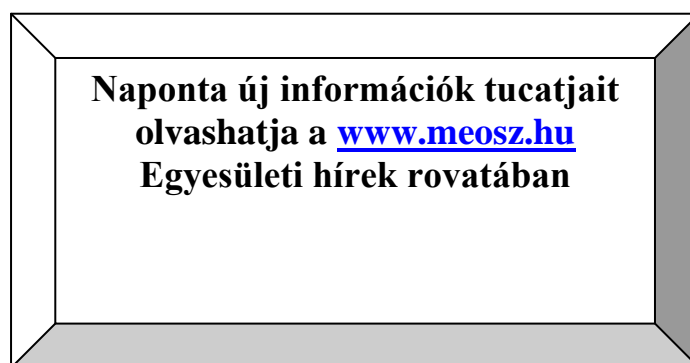 Naponta új információk tucatjait
olvashatja a www.meosz.hu
Egyesületi hírek rovatában